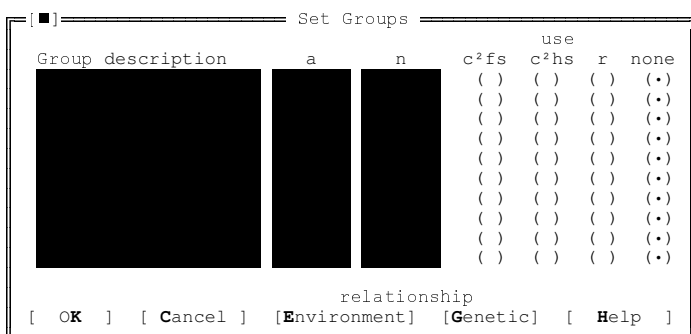 [■] Set Groups
use
Group description a n c²fs c²hs r none
( ) ( ) ( ) (•)
( ) ( ) ( ) (•)
( ) ( ) ( ) (•)
( ) ( ) ( ) (•)
( ) ( ) ( ) (•)
( ) ( ) ( ) (•)
( ) ( ) ( ) (•)
( ) ( ) ( ) (•)
( ) ( ) ( ) (•)
( ) ( ) ( ) (•)
relationship
[ OK ] [ Cancel ] [Environment] [Genetic] [ Help ]